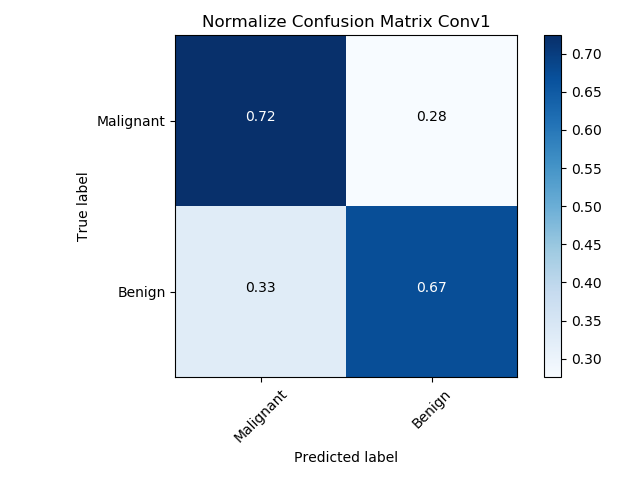 Normalize Confusion Matrix Conv1
True label
Malignant
Benign
0.72
0.28
0.33
0.67
Malignant
Benign
Predicted label
0.70
0.65
0.60
0.55
0.50
0.45
0.40
0.35
0.30